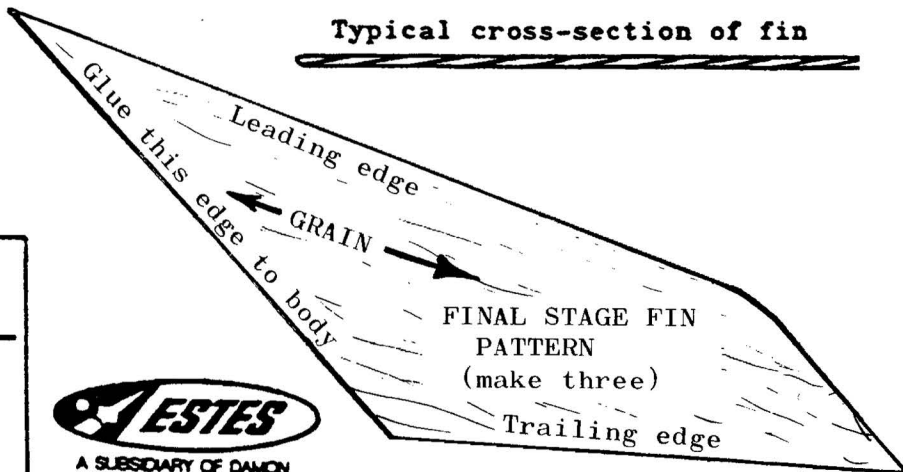 Typical cross-section of fin
Leading edge
Glue this edge to body
GRAIN
FINAL STAGE FIN
PATTERN
(make three)
Trailing edge
ESTES
A SUBSIDIARY OF DAMON